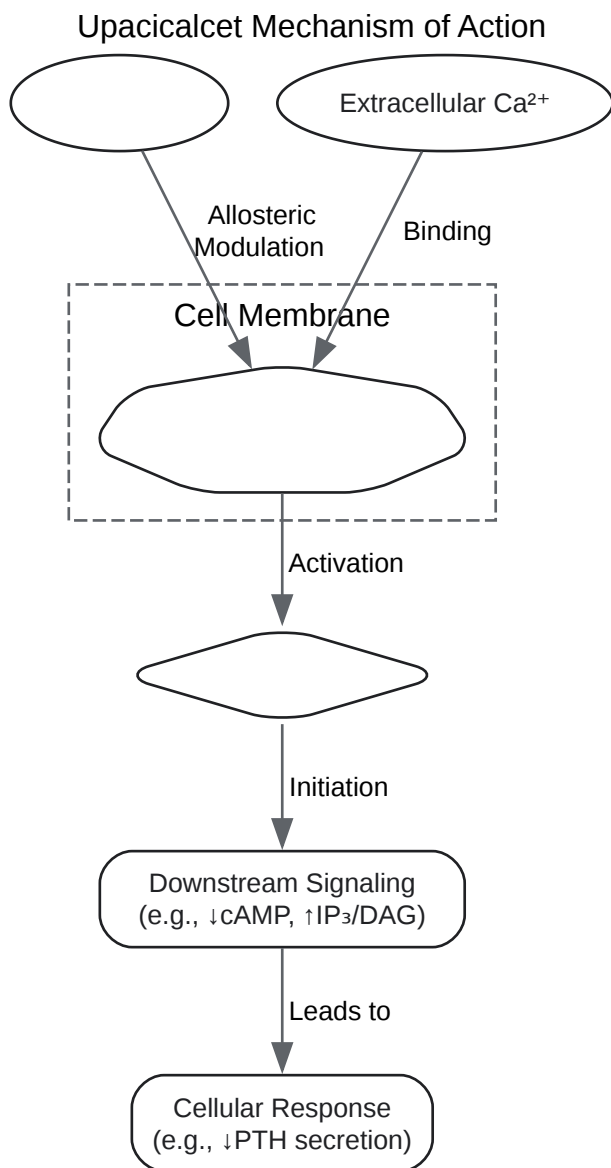 Upacicalcet Mechanism of Action
Extracellular Ca²⁺
Allosteric
Modulation
Binding
Cell Membrane
Activation
Initiation
Downstream Signaling
(e.g., ↓cAMP, ↑IP₃/DAG)
Leads to
Cellular Response
(e.g., ↓PTH secretion)